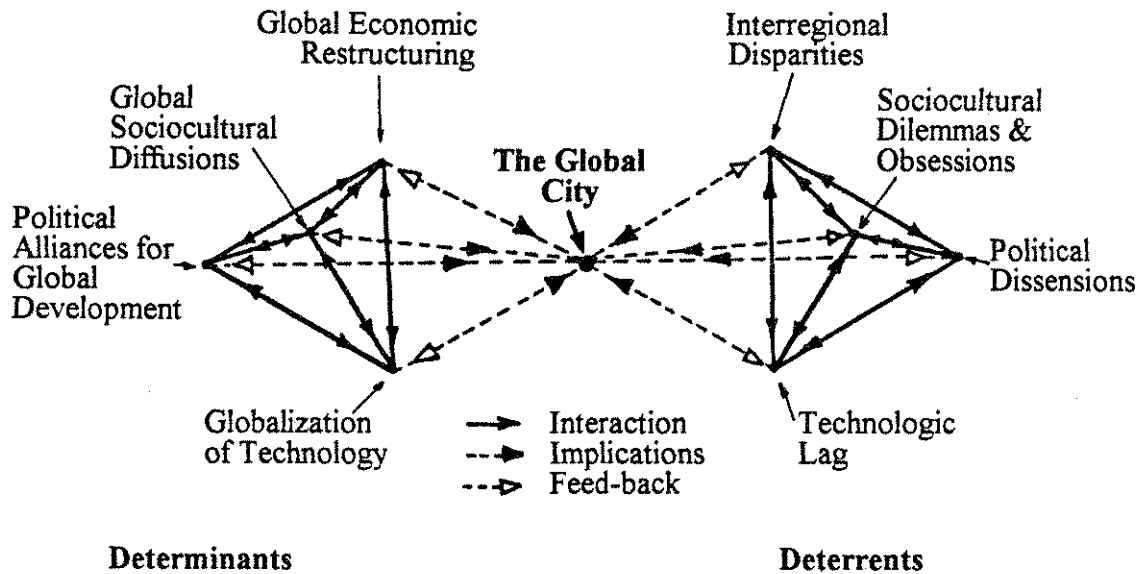 Global Economic
Restructuring
Interregional
Disparities
Global
Sociocultural
Diffusions
Sociocultural
Dilemmas &
Obsessions
The Global
City
Political
Alliances for
Global
Development
Political
Dissensions
Globalization
of Technology
Technologic
Lag
Interaction
Implications
Feed-back
Determinants
Deterrents